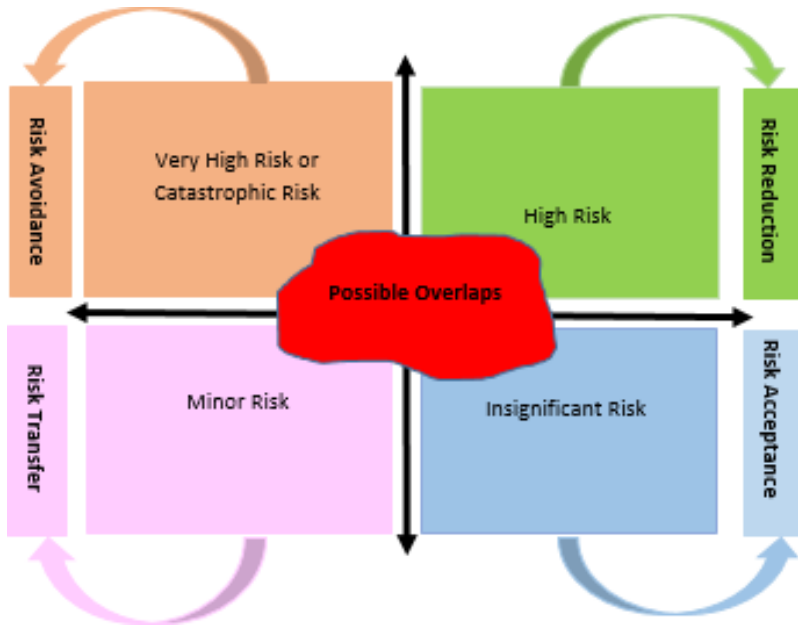 Risk Avoidance
Very High Risk or
Catastrophic Risk
High Risk
Risk Reduction
Possible Overlaps
Risk Transfer
Minor Risk
Insignificant Risk
Risk Acceptance